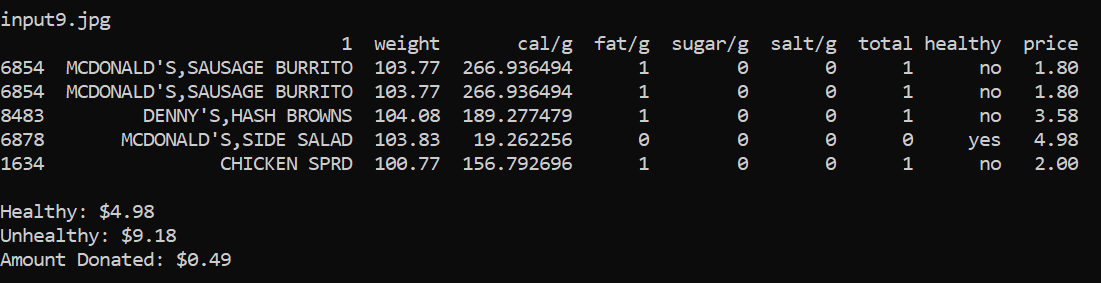 input9.jpg
1 weight cal/g fat/g sugar/g salt/g total healthy price
6854 MCDONALD'S,SAUSAGE BURRITO 103.77 266.936494 1 0 0 1 no 1.80
6854 MCDONALD'S,SAUSAGE BURRITO 103.77 266.936494 1 0 0 1 no 1.80
8483 DENNY'S,HASH BROWNS 104.08 189.277479 1 0 0 1 no 3.58
6878 MCDONALD'S,SIDE SALAD 103.83 19.262256 0 0 0 0 yes 4.98
1634 CHICKEN SPRD 100.77 156.792696 1 0 0 1 no 2.00
Healthy: $4.98
Unhealthy: $9.18
Amount Donated: $0.49